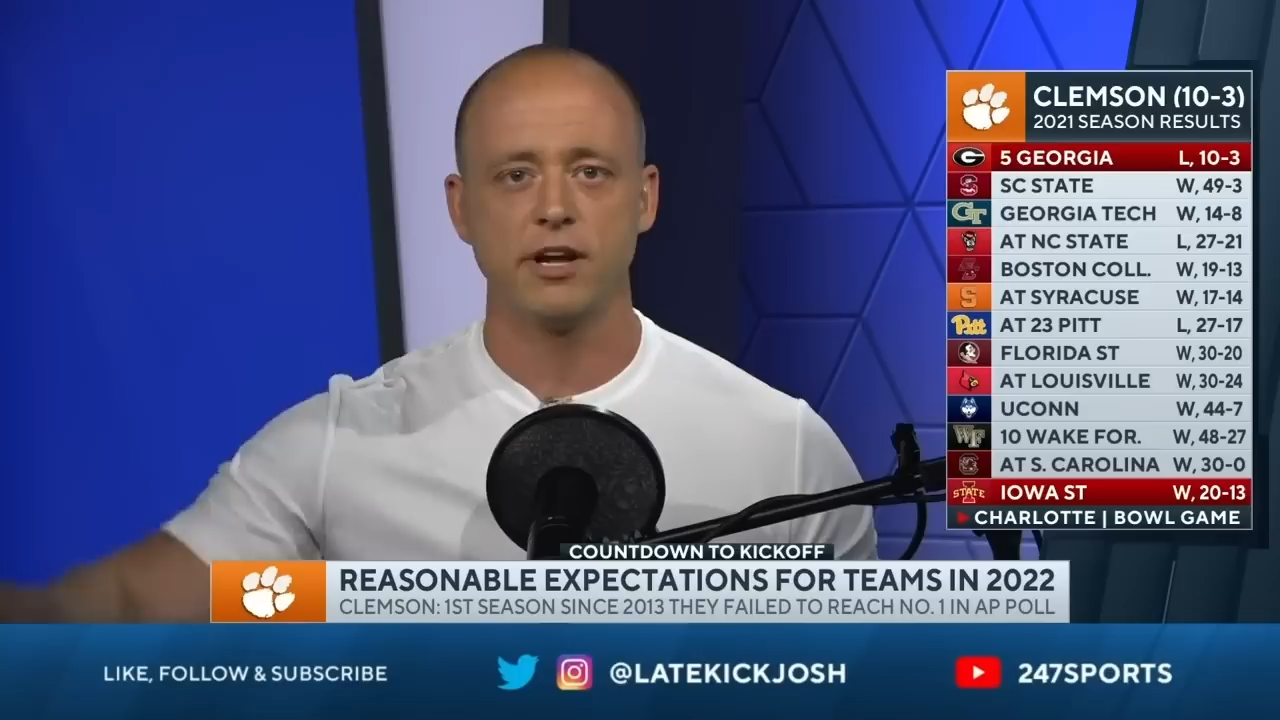 CLEMSON (10-3)
2021 SEASON RESULTS
5 GEORGIA L, 10-3
SC STATE W, 49-3
GEORGIA TECH W, 14-8
AT NC STATE L, 27-21
BOSTON COLL. W, 19-13
AT SYRACUSE W, 17-14
AT 23 PITT L, 27-17
FLORIDA ST W, 30-20
AT LOUISVILLE W, 30-24
UCONN W, 44-7
10 WAKE FOR. W, 48-27
AT S. CAROLINA W, 30-0
IOWA ST W, 20-13
CHARLOTTE | BOWL GAME
G
GT
S
Pitt
WF
STATE
COUNTDOWN TO KICKOFF
REASONABLE EXPECTATIONS FOR TEAMS IN 2022
CLEMSON: 1ST SEASON SINCE 2013 THEY FAILED TO REACH NO. 1 IN AP POLL
LIKE, FOLLOW & SUBSCRIBE
@LATEKICKJOSH
247SPORTS